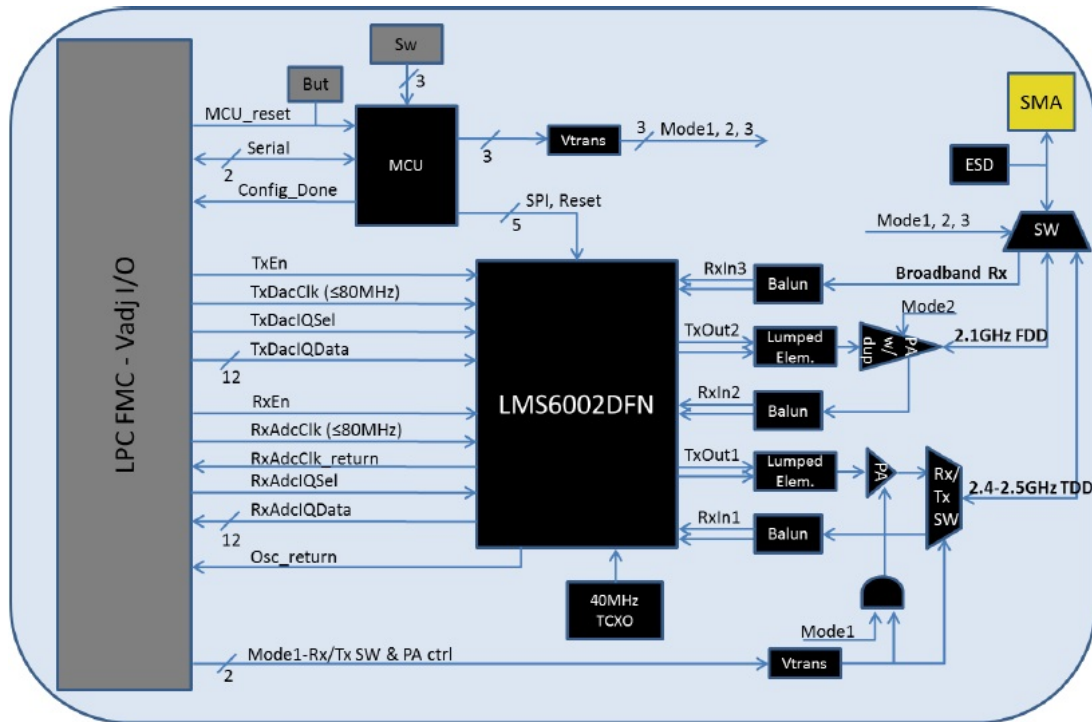 Sw
3
But
MCU_reset
Serial
2
Config_Done
MCU
3
Vtrans
3
Mode1, 2, 3
SPI, Reset
5
SMA
ESD
Mode1, 2, 3
SW
LPC FMC - Vadj I/O
TxEn
TxDacClk (≤80MHz)
TxDacIQSel
TxDacIQData
12
RxEn
RxAdcClk (≤80MHz)
RxAdcClk_return
RxAdcIQSel
RxAdcIQData
12
Osc_return
LMS6002DFN
RxIn3
Balun
Broadband Rx
Mode2
TxOut2
Lumped
Elem.
PA
w/
dup
2.1GHz FDD
RxIn2
Balun
TxOut1
Lumped
Elem.
PA
Rx/
Tx
SW
2.4-2.5GHz TDD
RxIn1
Balun
40MHz
TCXO
Mode1
Mode1-Rx/Tx SW & PA ctrl
2
Vtrans